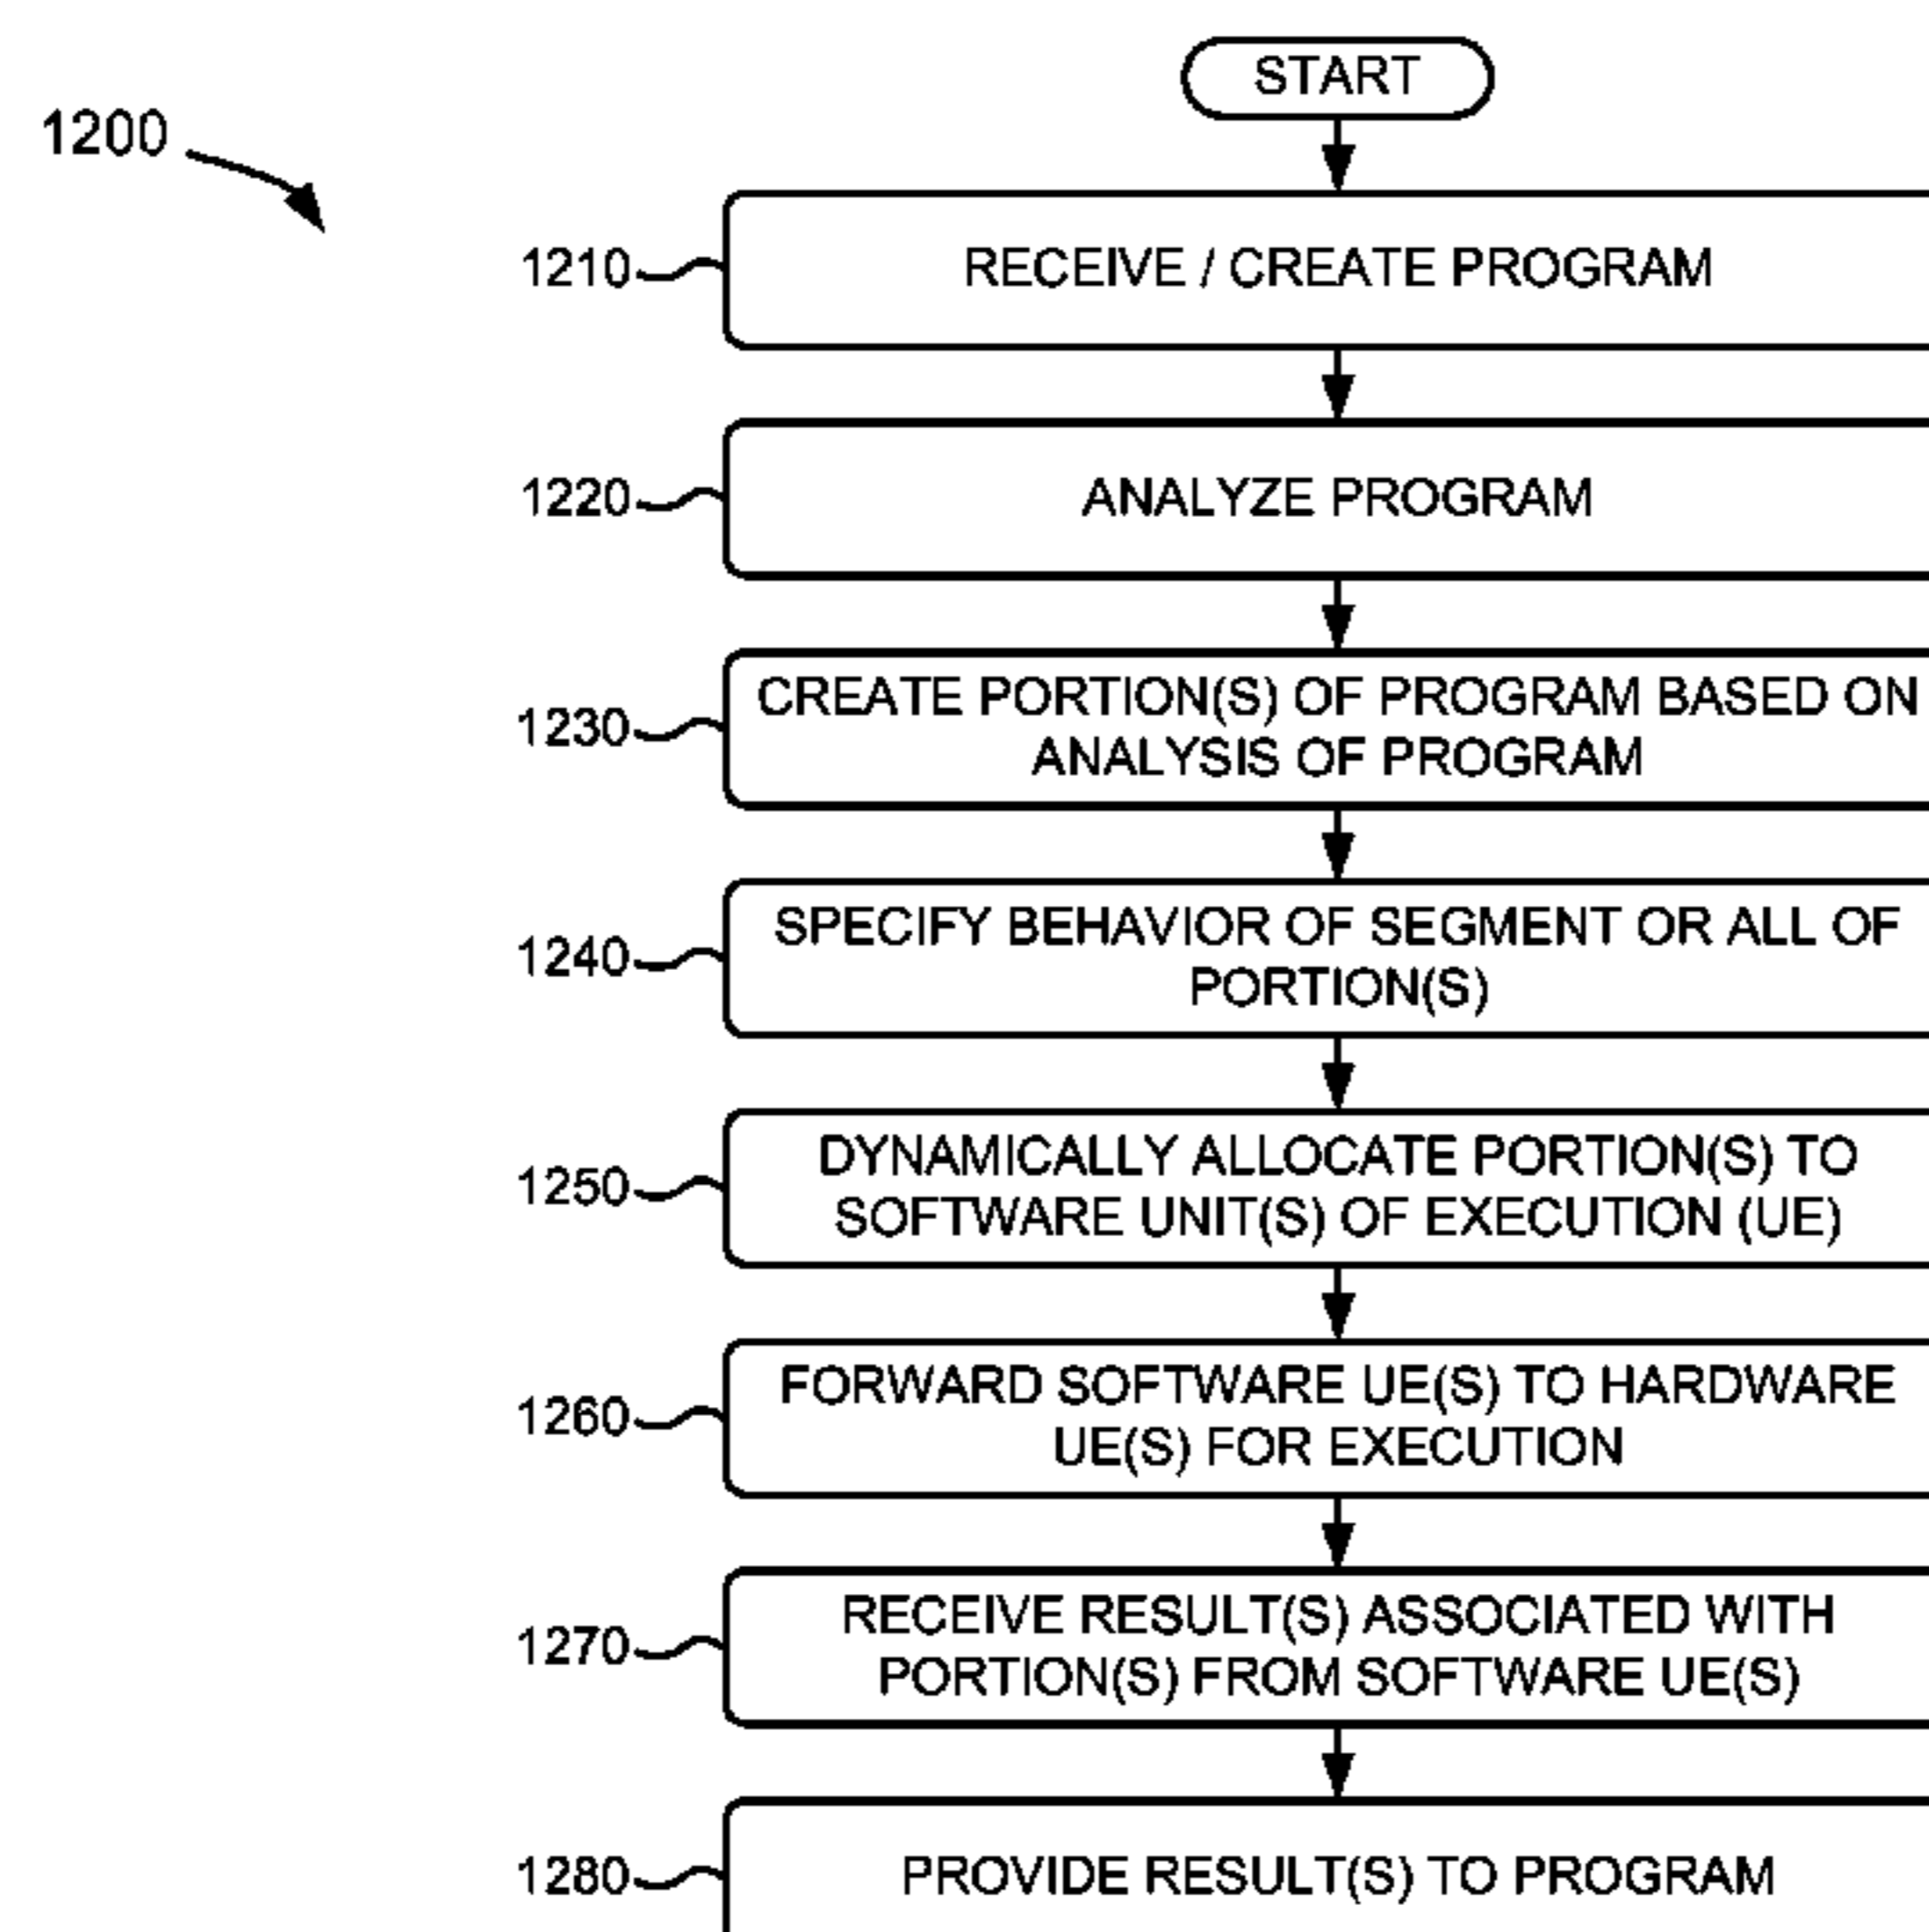 START
1200
1210
RECEIVE / CREATE PROGRAM
1220
ANALYZE PROGRAM
1230
CREATE PORTION(S) OF PROGRAM BASED ON
ANALYSIS OF PROGRAM
1240
SPECIFY BEHAVIOR OF SEGMENT OR ALL OF
PORTION(S)
1250
DYNAMICALLY ALLOCATE PORTION(S) TO
SOFTWARE UNIT(S) OF EXECUTION (UE)
1260
FORWARD SOFTWARE UE(S) TO HARDWARE
UE(S) FOR EXECUTION
1270
RECEIVE RESULT(S) ASSOCIATED WITH
PORTION(S) FROM SOFTWARE UE(S)
1280
PROVIDE RESULT(S) TO PROGRAM